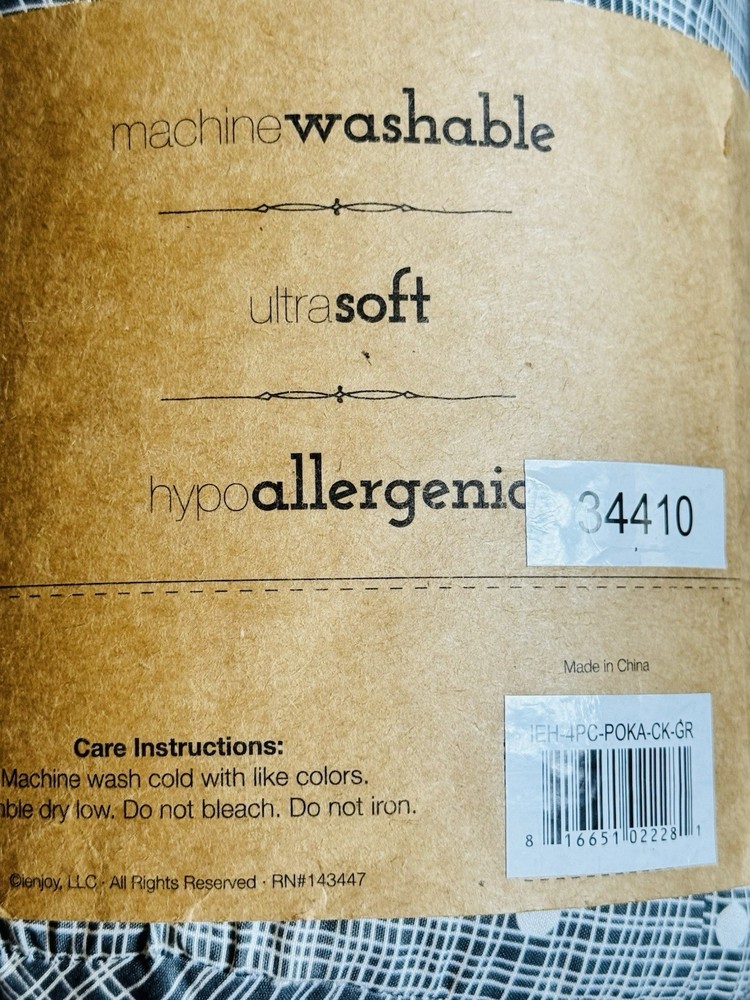 machinewashable
ultrasoft
hypoallergenic
34410
Made in China
IEH-4PC-POKA-CK-GR
8 16651 02228 1
Care Instructions:
Machine wash cold with like colors.
dry low. Do not bleach. Do not iron.
©ienjoy, LLC · All Rights Reserved · RN#143447